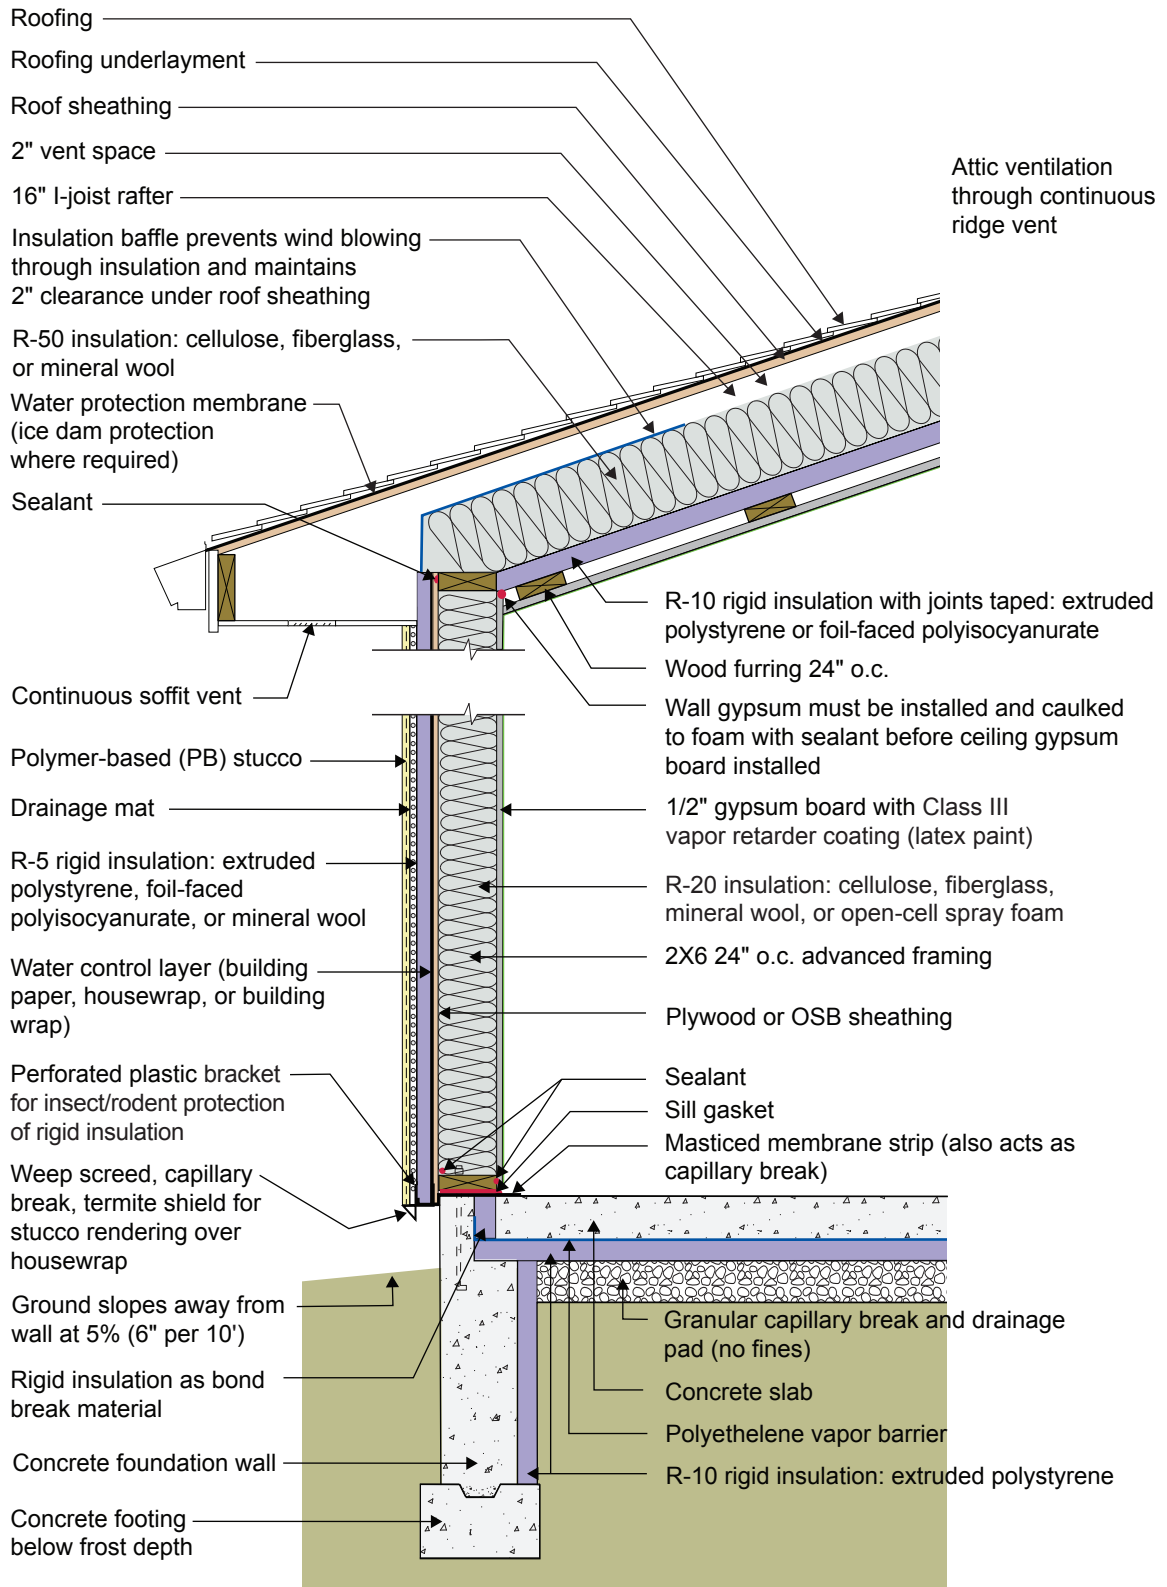 Roofing
Roofing underlayment
Roof sheathing
2" vent space
16" I-joist rafter
Insulation baffle prevents wind blowing
through insulation and maintains
2" clearance under roof sheathing
R-50 insulation: cellulose, fiberglass,
or mineral wool
Water protection membrane
(ice dam protection
where required)
Sealant
Continuous soffit vent
Polymer-based (PB) stucco
Drainage mat
R-5 rigid insulation: extruded
polystyrene, foil-faced
polyisocyanurate, or mineral wool
Water control layer (building
paper, housewrap, or building
wrap)
Perforated plastic bracket
for insect/rodent protection
of rigid insulation
Weep screed, capillary
break, termite shield for
stucco rendering over
housewrap
Ground slopes away from
wall at 5% (6" per 10')
Rigid insulation as bond
break material
Concrete foundation wall
Concrete footing
below frost depth
Attic ventilation
through continuous
ridge vent
R-10 rigid insulation with joints taped: extruded
polystyrene or foil-faced polyisocyanurate
Wood furring 24" o.c.
Wall gypsum must be installed and caulked
to foam with sealant before ceiling gypsum
board installed
1/2" gypsum board with Class III
vapor retarder coating (latex paint)
R-20 insulation: cellulose, fiberglass,
mineral wool, or open-cell spray foam
2X6 24" o.c. advanced framing
Plywood or OSB sheathing
Sealant
Sill gasket
Masticed membrane strip (also acts as
capillary break)
Granular capillary break and drainage
pad (no fines)
Concrete slab
Polyethelene vapor barrier
R-10 rigid insulation: extruded polystyrene